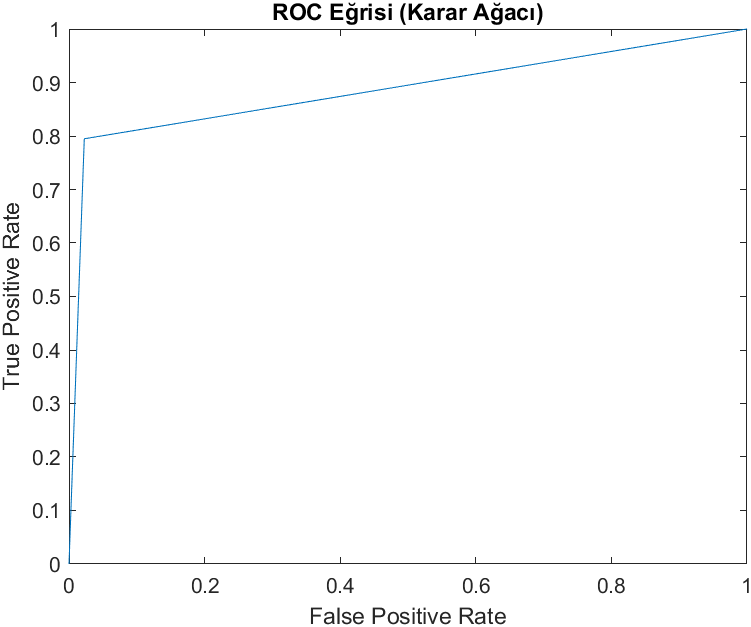 ROC Eğrisi (Karar Ağacı)
1
0.9
0.8
0.7
0.6
0.5
0.4
0.3
0.2
0.1
0
True Positive Rate
0 0.2 0.4 0.6 0.8 1
False Positive Rate